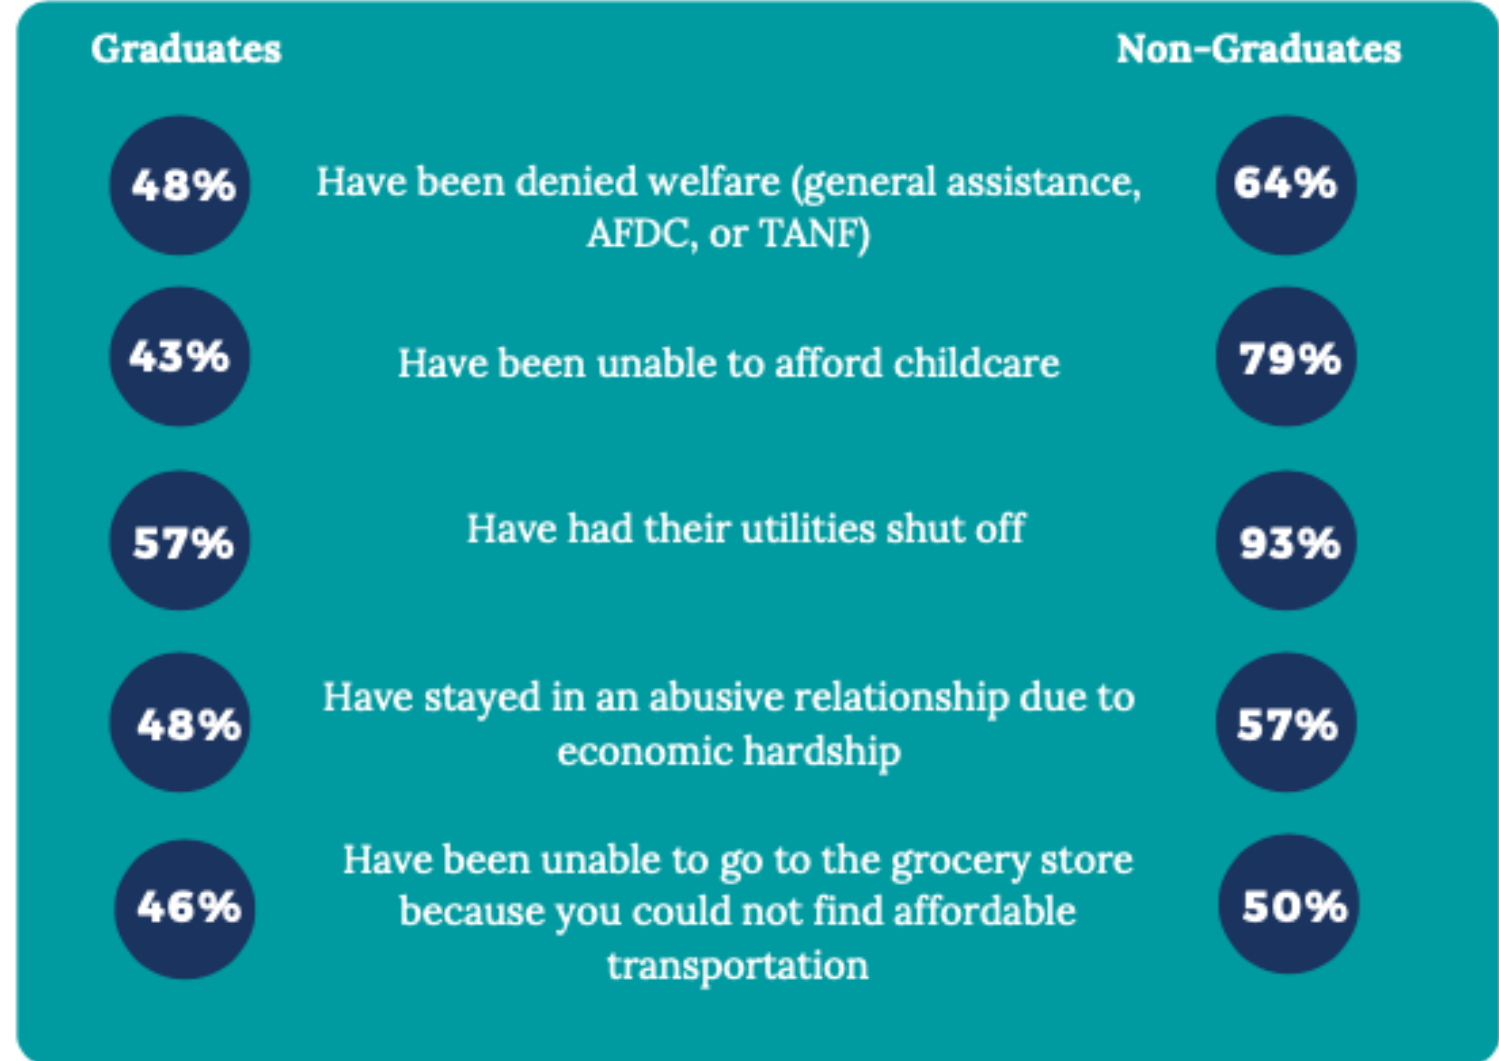 Graduates
Non-Graduates
48%
Have been denied welfare (general assistance,
AFDC, or TANF)
64%
43%
Have been unable to afford childcare
79%
57%
Have had their utilities shut off
93%
48%
Have stayed in an abusive relationship due to
economic hardship
57%
46%
Have been unable to go to the grocery store
because you could not find affordable
transportation
50%